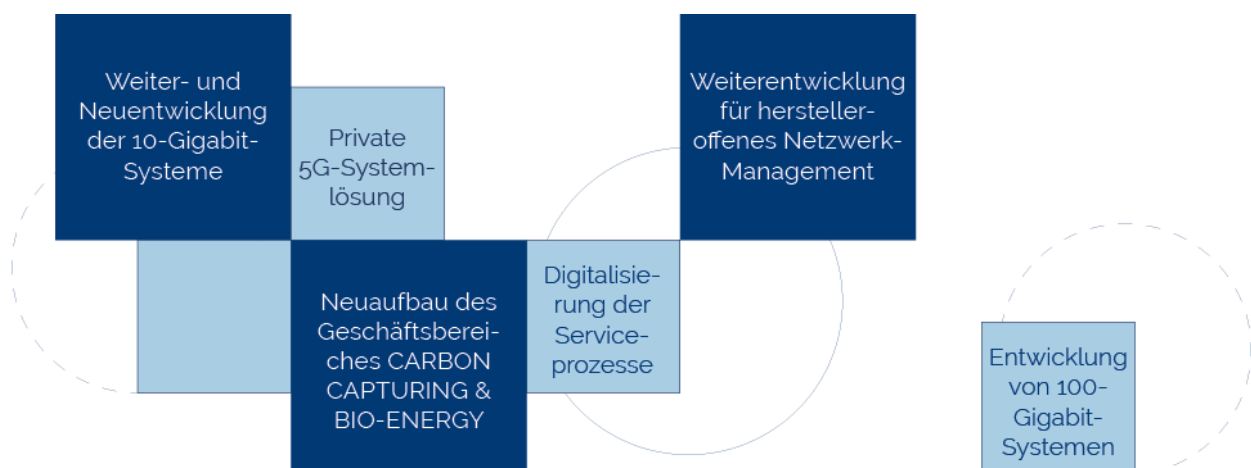 Weiter- und
Neuentwicklung
der 10-Gigabit-
Systeme
Private
5G-System-
lösung
Weiterentwicklung
für hersteller-
offenes Netzwerk-
Management
Neuaufbau des
Geschäftsberei-
ches CARBON
CAPTURING &
BIO-ENERGY
Digitalisie-
rung der
Service-
prozesse
Entwicklung
von 100-
Gigabit-
Systemen